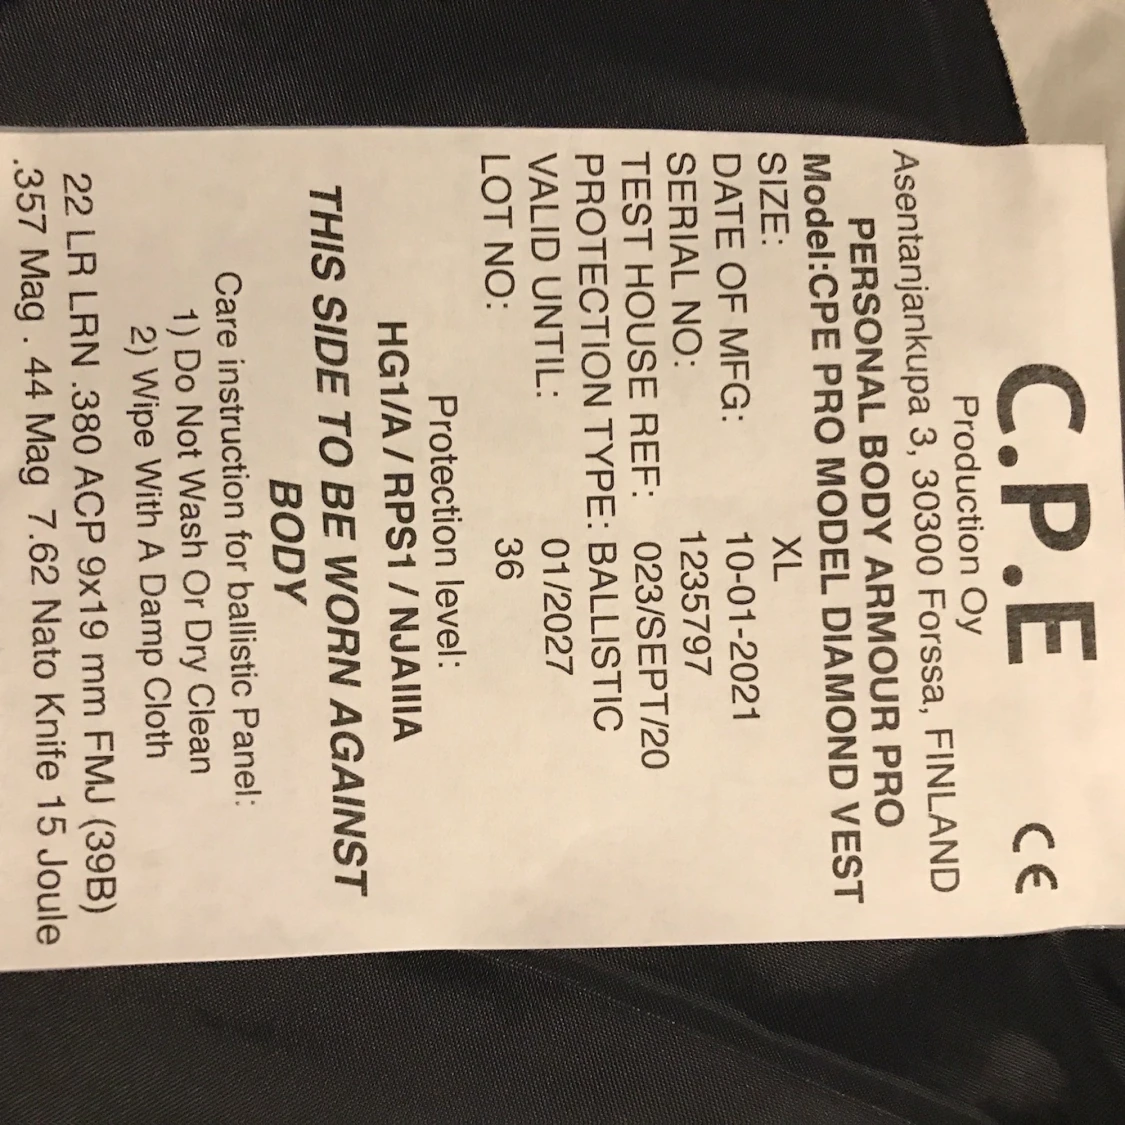 C.P.E CE
Production Oy
Asentanjankupa 3, 30300 Forssa, FINLAND
PERSONAL BODY ARMOUR PRO
Model:CPE PRO MODEL DIAMOND VEST
SIZE: XL
DATE OF MFG: 10-01-2021
SERIAL NO: 1235797
TEST HOUSE REF: 023/SEPT/20
PROTECTION TYPE: BALLISTIC
VALID UNTIL: 01/2027
LOT NO: 36
Protection level:
HG1/A / RPS1 / NJAIIIA
THIS SIDE TO BE WORN AGAINST
BODY
Care instruction for ballistic Panel:
1) Do Not Wash Or Dry Clean
2) Wipe With A Damp Cloth
22 LR LRN .380 ACP 9x19 mm FMJ (39B)
.357 Mag . 44 Mag 7.62 Nato Knife 15 Joule